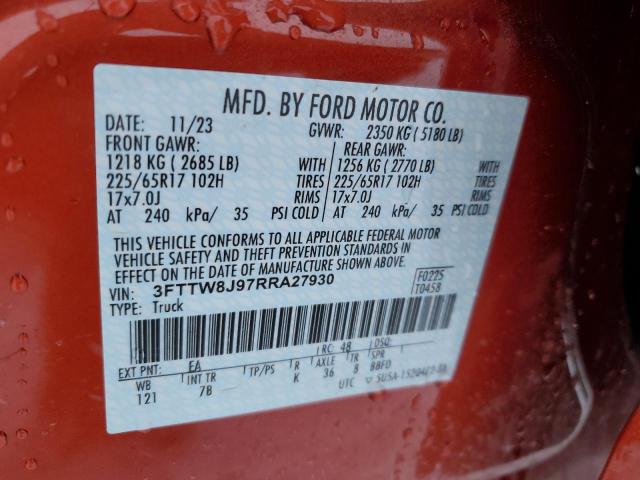 MFD. BY FORD MOTOR CO.
DATE: 11/23 GVWR: 2350 KG ( 5180 LB)
FRONT GAWR: REAR GAWR:
1218 KG ( 2685 LB) WITH 1256 KG ( 2770 LB) WITH
225/65R17 102H TIRES 225/65R17 102H TIRES
17x7.0J RIMS 17x7.0J RIMS
AT 240 kPa/ 35 PSI COLD AT 240 kPa/ 35 PSI COLD
THIS VEHICLE CONFORMS TO ALL APPLICABLE FEDERAL MOTOR
VEHICLE SAFETY AND THEFT PREVENTION STANDARDS IN
EFFECT ON THE DATE OF MANUFACTURE SHOWN ABOVE.
VIN: 3FTTW8J97RRA27930 F0225
TYPE: Truck T0458
RC: 48 DSO:
EXT PNT: EA
WB INT TR TP/PS R AXLE TR SPR
121 7B K 36 8 BBFD
UTC